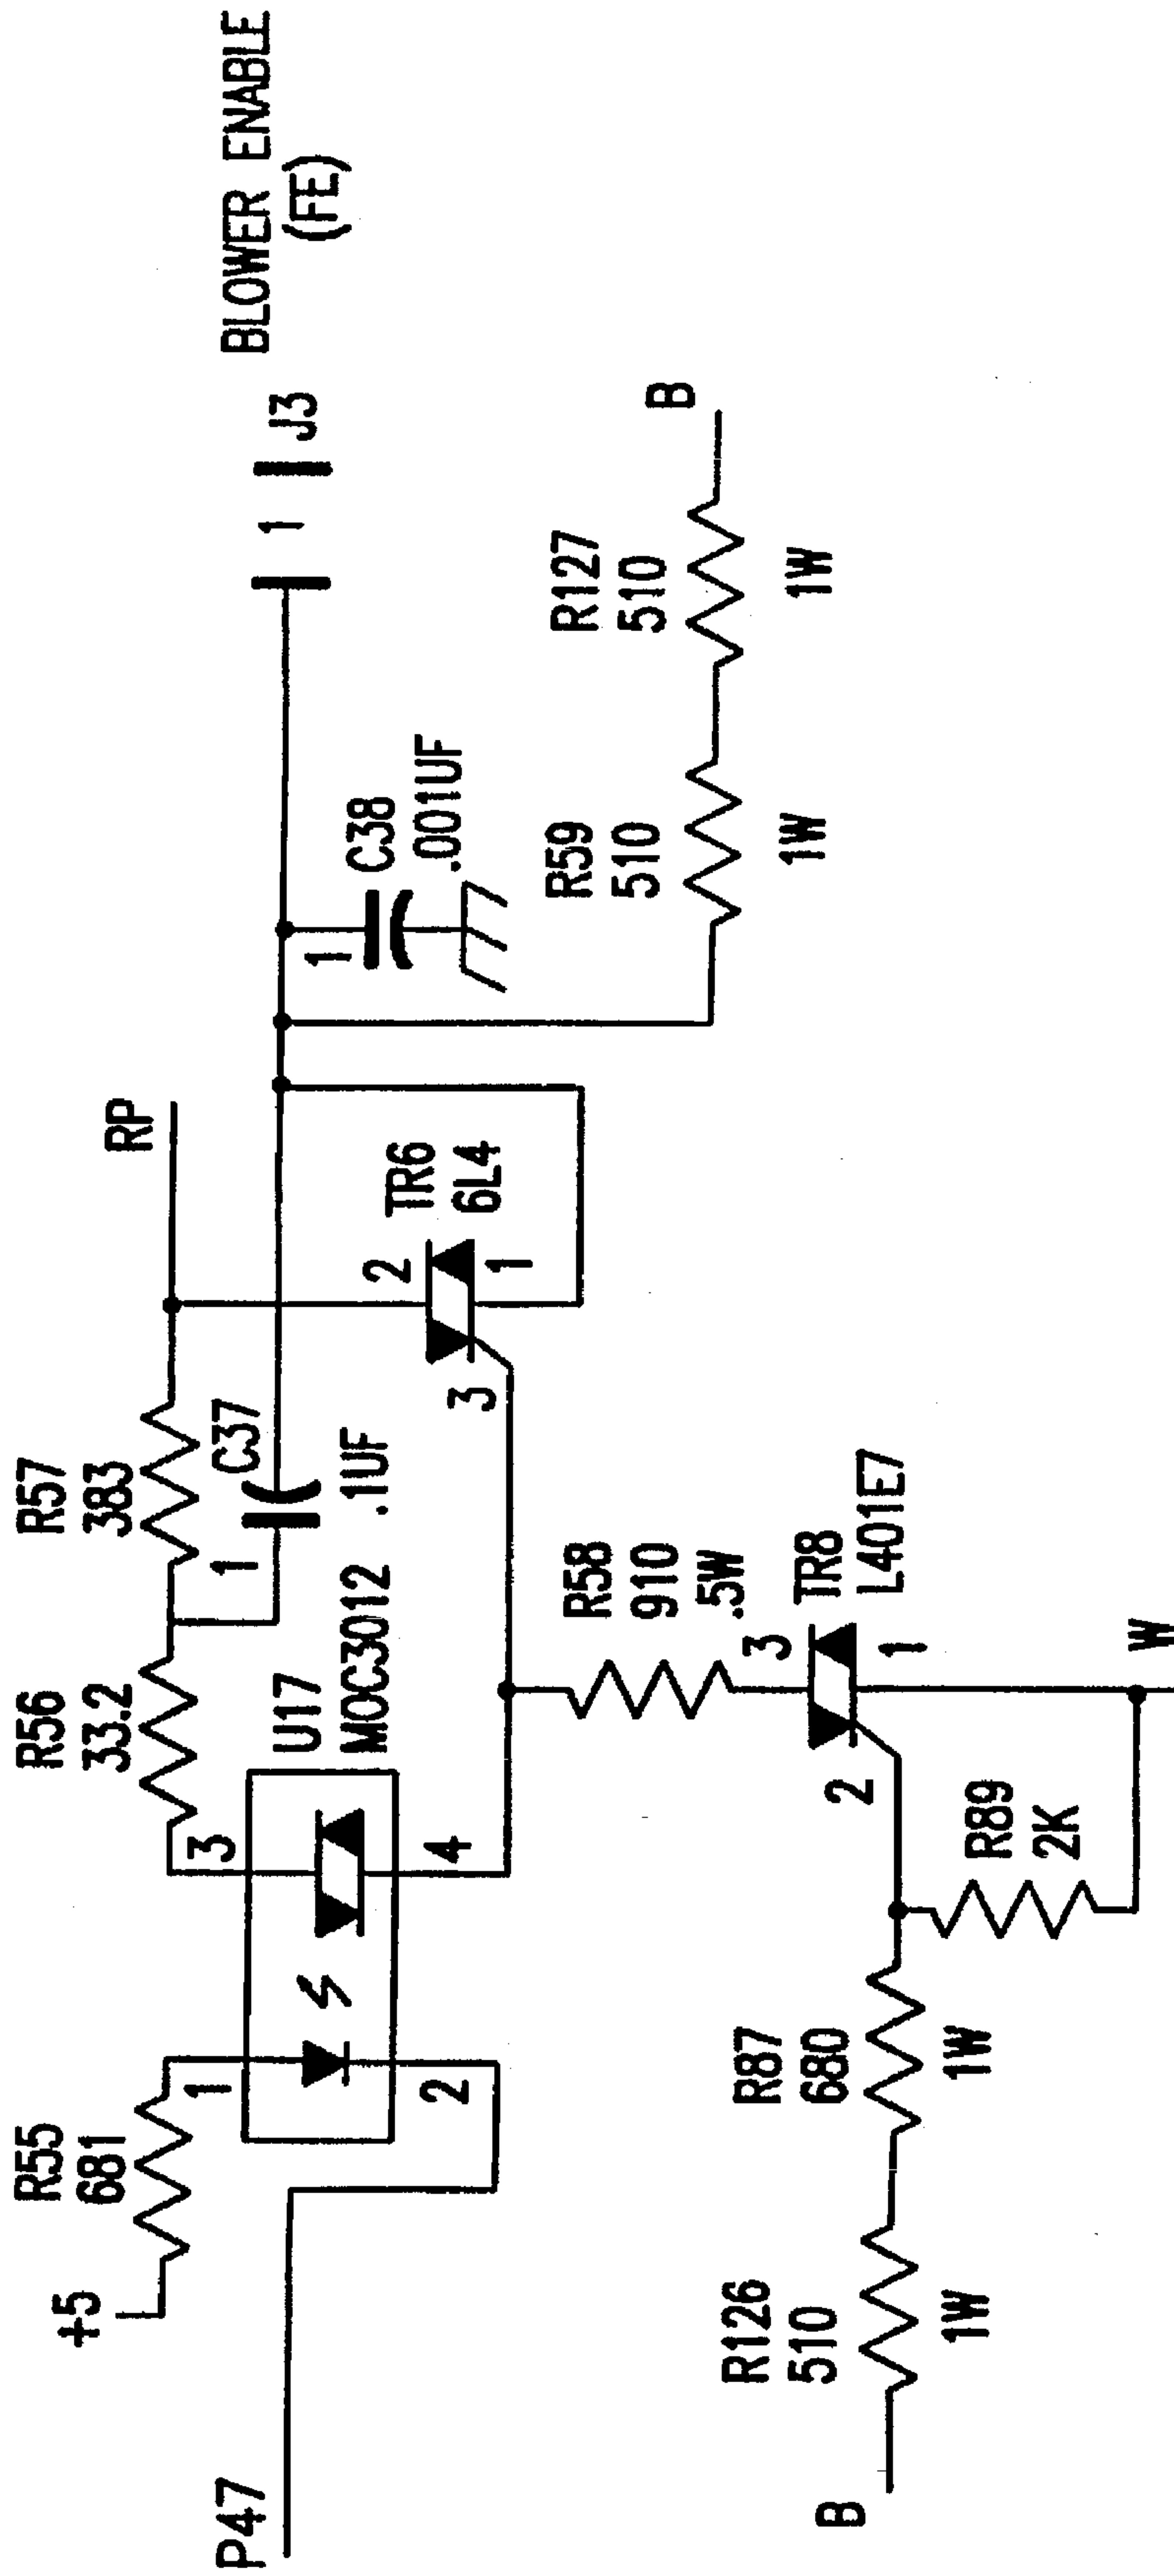 BLOWER ENABLE
(FE)
J3
1
RP
R57
383
C37
1
.1UF
R56
33.2
U17
MOC3012
3
4
1
2
R55
681
+5
P47
TR6
6L4
2
1
3
C38
.001UF
1
R59
510
1W
R127
510
1W
B
R58
910
.5W
TR8
L401E7
3
1
2
R89
2K
W
R87
680
1W
R126
510
1W
B